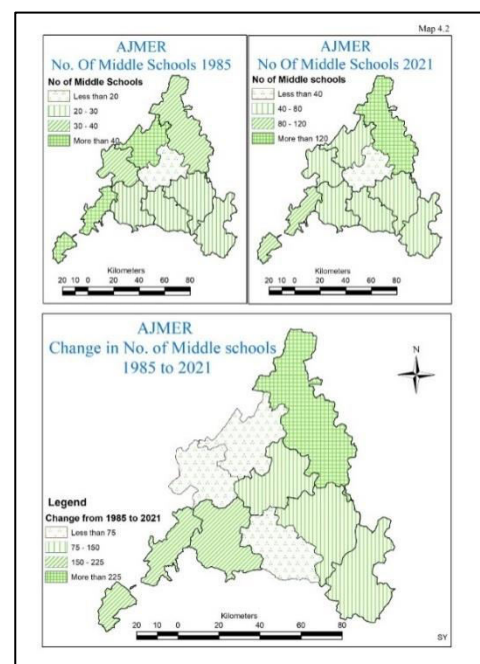 Map 4.2
AJMER
No. Of Middle Schools 1985
No of Middle Schools
Less than 20
20 - 30
30 - 40
More than 40
Kilometers
20 10 0 20 40 60 80
AJMER
No Of Middle Schools 2021
No of Middle schools
Less than 40
40 - 80
80 - 120
More than 120
Kilometers
20 10 0 20 40 60 80
AJMER
Change in No. of Middle schools
1985 to 2021
N
Legend
Change from 1985 to 2021
Less than 75
75 - 150
150 - 225
More than 225
Kilometers
20 10 0 20 40 60 80
SY